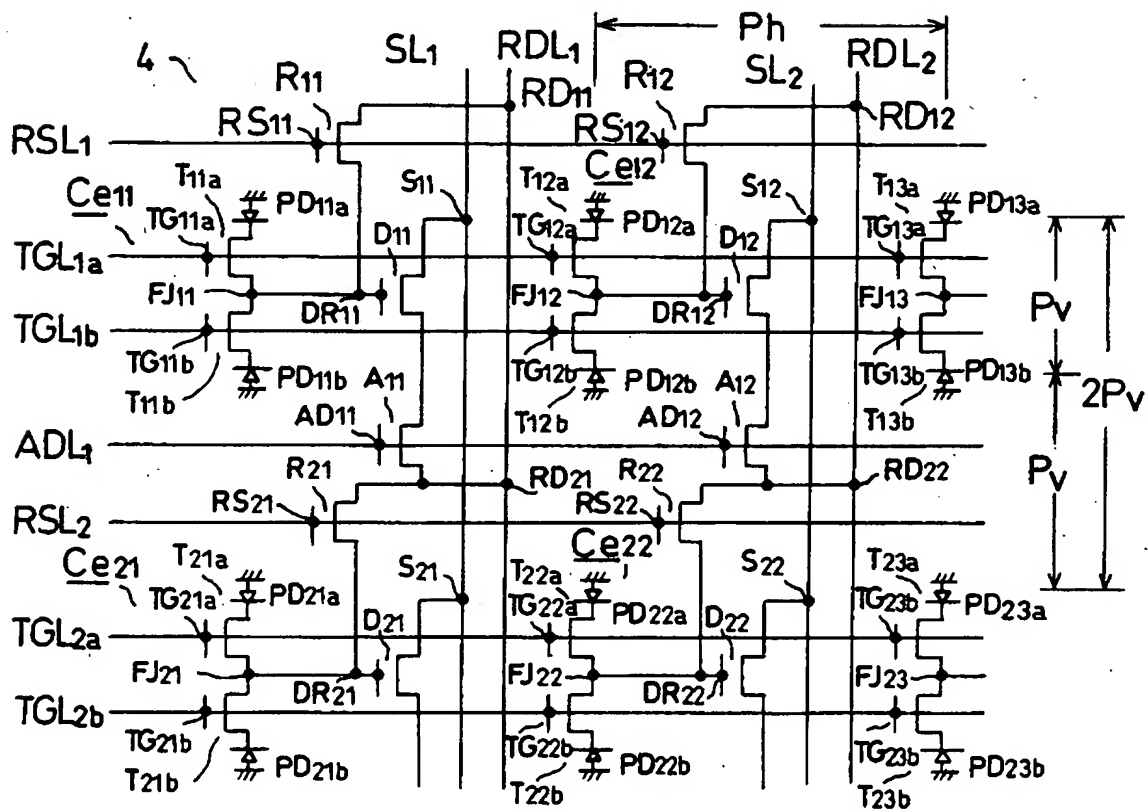 Ph
4 SL1 RDL1 SL2 RDL2
R11 RD11 R12 RD12
RSL1 RS11 RS12
Ce11 T11a PD11a S11 T12a Ce12 PD12a S12 T13a PD13a
TG11a D11 TG12a D12 TG13a
TGL1a
FJ11 DR11 FJ12 DR12 FJ13 Pv
TGL1b
TG11b PD11b A11 TG12b PD12b A12 TG13b PD13b 2Pv
T11b AD11 T12b AD12 T13b
ADL1 Pv
R21 RD21 R22 RD22
RSL2 RS21 RS22
Ce21 T21a PD21a S21 T22a Ce22 PD22a S22 T23a PD23a
TG21a D21 TG22a D22 TG23b
TGL2a
FJ21 DR21 FJ22 DR22 FJ23
TGL2b
TG21b PD21b TG22b PD22b TG23b PD23b
T21b T22b T23b